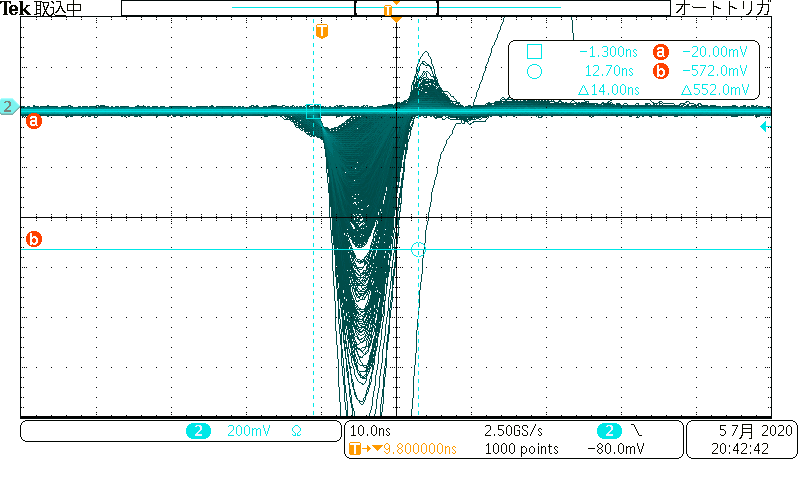 Tek 取込中 T オートトリガ
T
−1.300ns a −20.00mV
12.70ns b −572.0mV
Δ14.00ns Δ552.0mV
2
a
b
2 200mV Ω 10.0ns 2.50GS/s 2 5 7月 2020
T→▼9.800000ns 1000 points −80.0mV 20:42:42